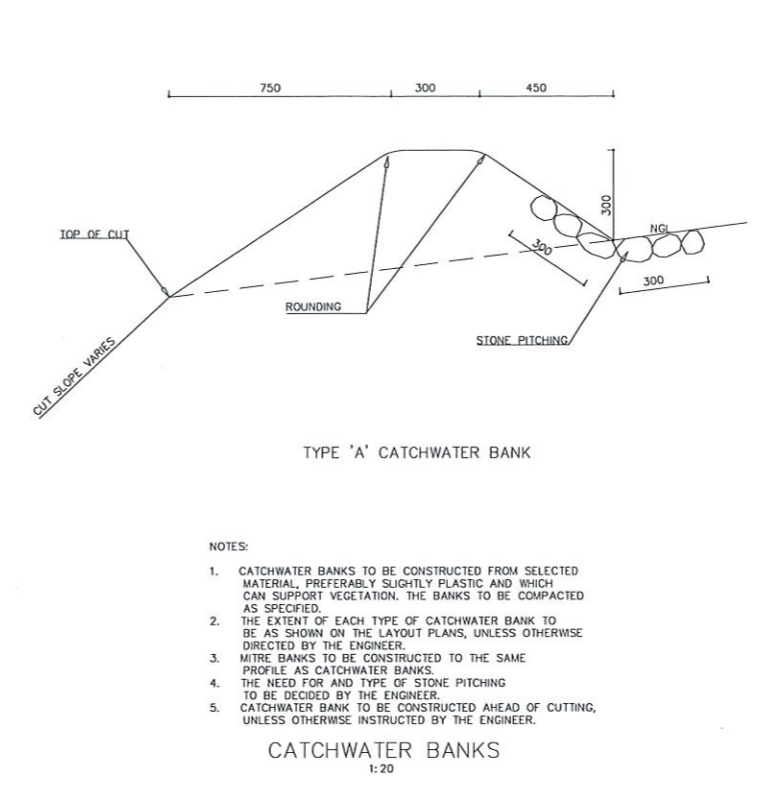 750 300 450
300
TOP OF CUT
NGL
300
300
ROUNDING
STONE PITCHING
CUT SLOPE VARIES
TYPE 'A' CATCHWATER BANK
NOTES:
1. CATCHWATER BANKS TO BE CONSTRUCTED FROM SELECTED
MATERIAL, PREFERABLY SLIGHTLY PLASTIC AND WHICH
CAN SUPPORT VEGETATION. THE BANKS TO BE COMPACTED
AS SPECIFIED.
2. THE EXTENT OF EACH TYPE OF CATCHWATER BANK TO
BE AS SHOWN ON THE LAYOUT PLANS, UNLESS OTHERWISE
DIRECTED BY THE ENGINEER.
3. MITRE BANKS TO BE CONSTRUCTED TO THE SAME
PROFILE AS CATCHWATER BANKS.
4. THE NEED FOR AND TYPE OF STONE PITCHING
TO BE DECIDED BY THE ENGINEER.
5. CATCHWATER BANK TO BE CONSTRUCTED AHEAD OF CUTTING,
UNLESS OTHERWISE INSTRUCTED BY THE ENGINEER.
CATCHWATER BANKS
1:20